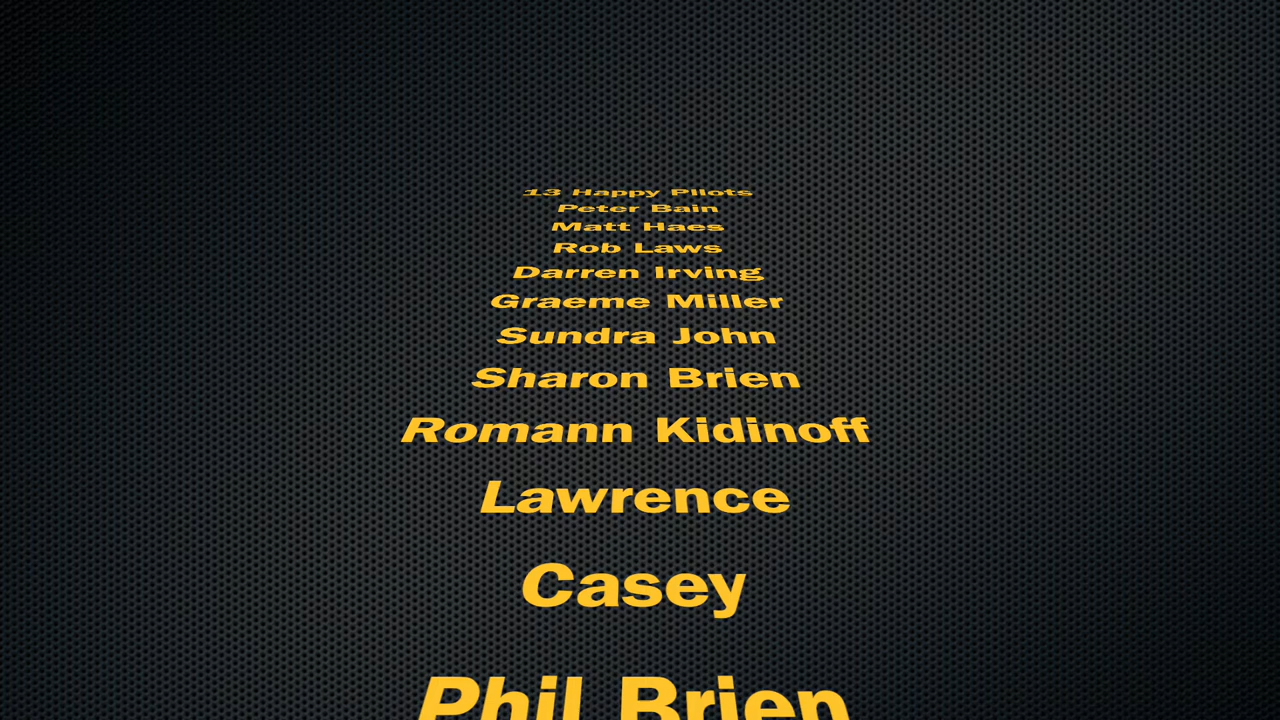 13 Happy Pilots
Peter Bain
Matt Haes
Rob Laws
Darren Irving
Graeme Miller
Sundra John
Sharon Brien
Romann Kidinoff
Lawrence
Casey
Phil Brien